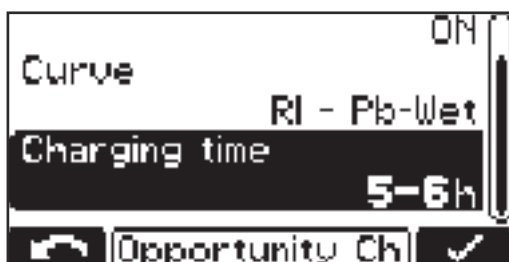 ON
Curve
RI - Pb-Wet
Charging time
5-6h
Opportunity Ch